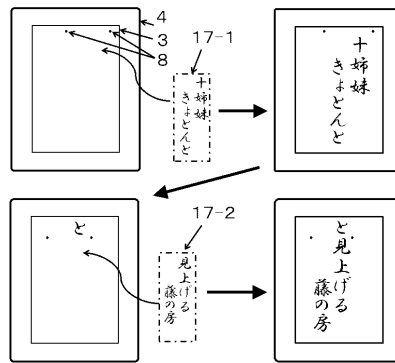 4
3
8
17-1
十姉妹
きょとんと
十姉妹
きょとんと
と
17-2
見上げる
藤の房
と見上げる
藤の房